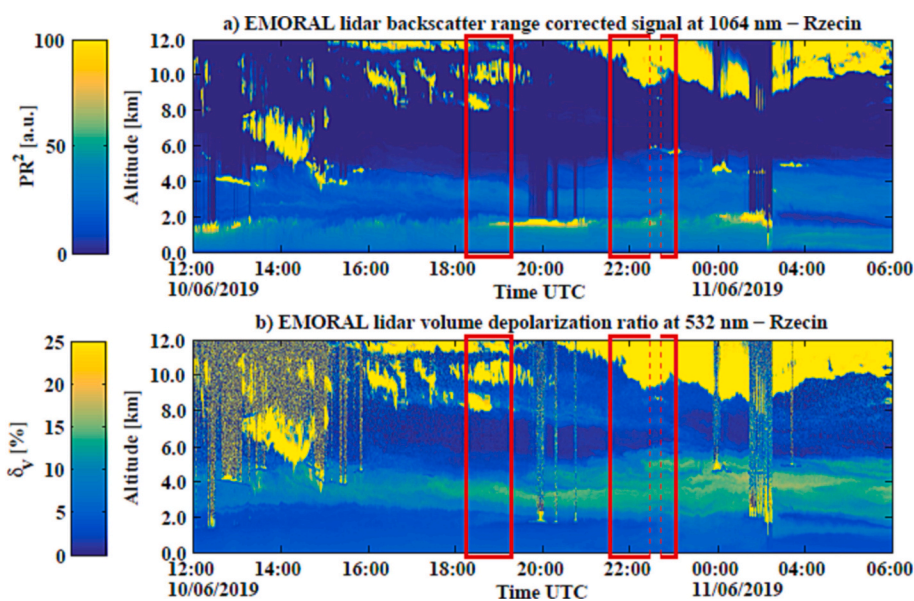 a) EMORAL lidar backscatter range corrected signal at 1064 nm – Rzecin
PR² [a.u.]
100
50
0
Altitude [km]
12.0
10.0
8.0
6.0
4.0
2.0
0.0
12:00 14:00 16:00 18:00 20:00 22:00 00:00 04:00 06:00
10/06/2019 Time UTC 11/06/2019
b) EMORAL lidar volume depolarization ratio at 532 nm – Rzecin
δV [%]
25
20
15
10
5
0
Altitude [km]
12.0
10.0
8.0
6.0
4.0
2.0
0.0
12:00 14:00 16:00 18:00 20:00 22:00 00:00 04:00 06:00
10/06/2019 Time UTC 11/06/2019